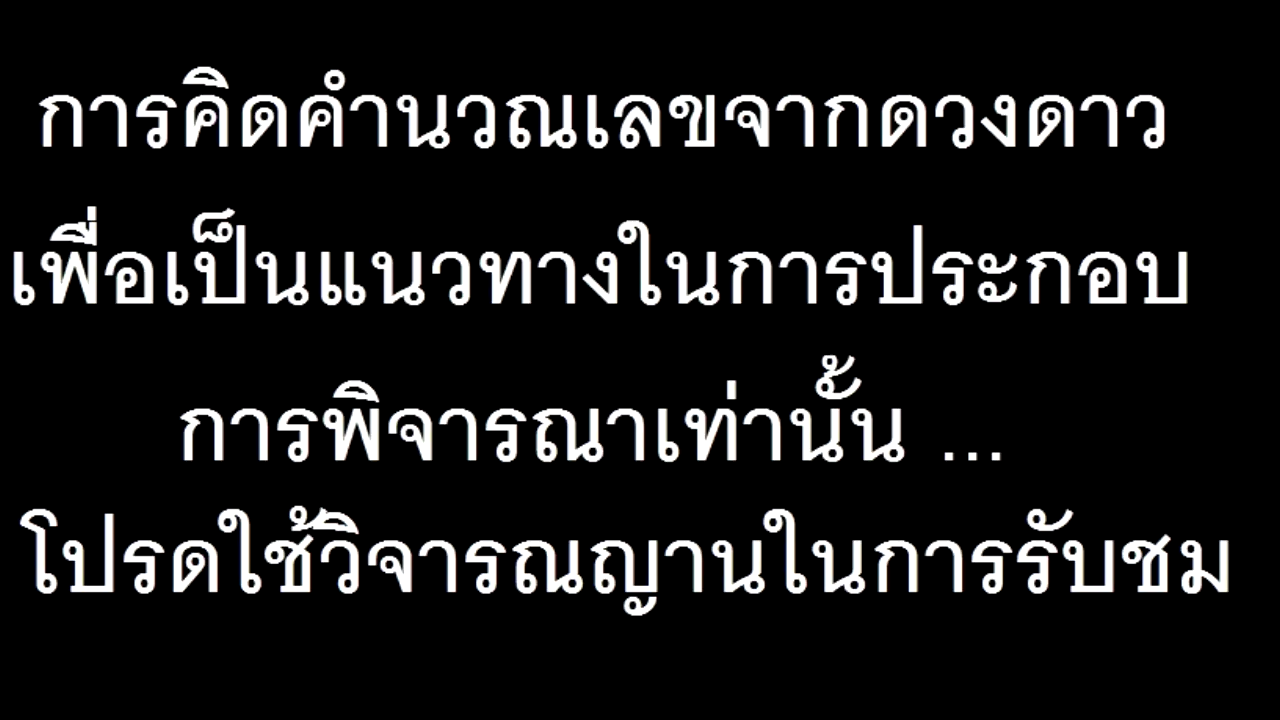 การคิดคำนวณเลขจากดวงดาว
เพื่อเป็นแนวทางในการประกอบ
การพิจารณาเท่านั้น ...
โปรดใช้วิจารณญานในการรับชม